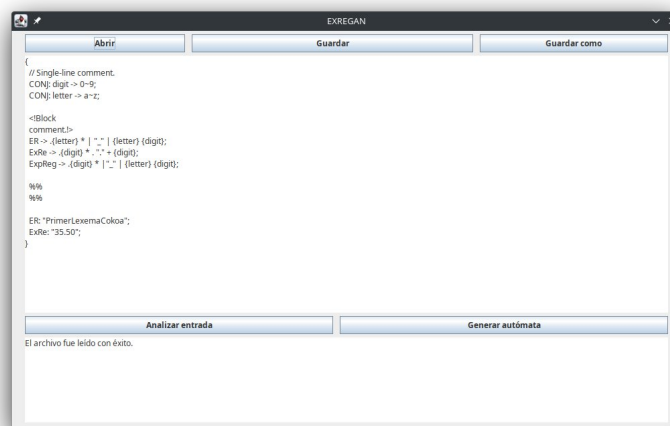 EXREGAN
Abrir
Guardar
Guardar como
{
// Single-line comment.
CONJ: digit -> 0~9;
CONJ: letter -> a~z;
<!Block
comment.!>
ER -> .{letter} * | "_" | {letter} {digit};
ExRe -> .{digit} * . "." + {digit};
ExpReg -> .{digit} * |"_" | {letter} {digit};
%%
%%
ER: "PrimerLexemaCokoa";
ExRe: "35.50";
}
Analizar entrada
Generar autómata
El archivo fue leído con éxito.